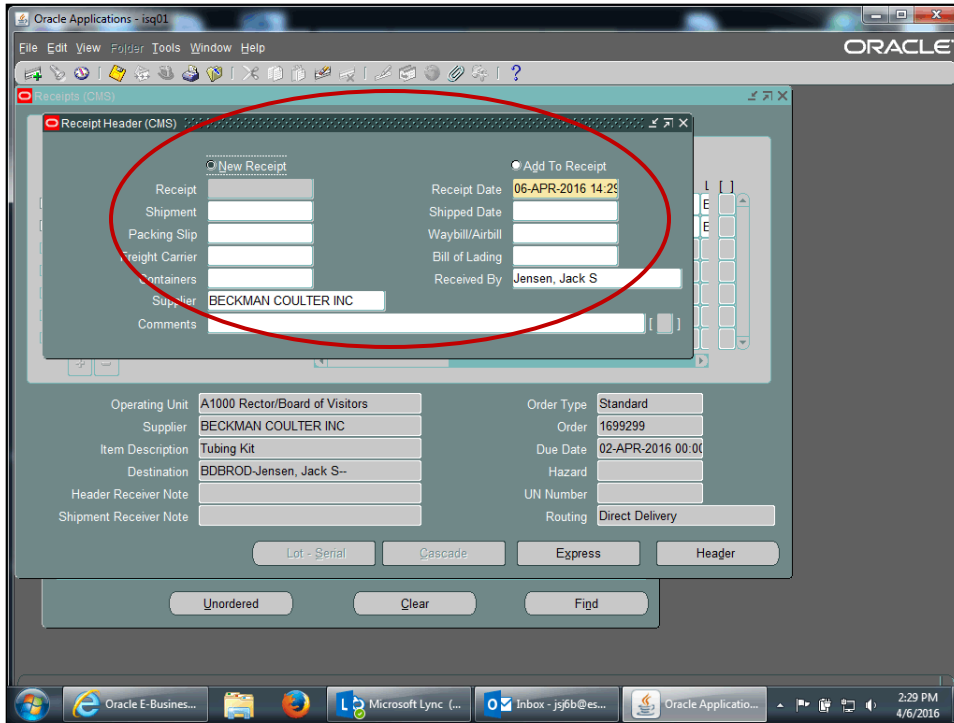 Oracle Applications - isq01
File Edit View Folder Tools Window Help
ORACLE
Receipts (CMS)
Receipt Header (CMS)
New Receipt Add To Receipt
Receipt Receipt Date 06-APR-2016 14:29
Shipment Shipped Date
Packing Slip Waybill/Airbill
Freight Carrier Bill of Lading
Containers Received By Jensen, Jack S
Supplier BECKMAN COULTER INC
Comments [ ]
L [ ]
E
E
Operating Unit A1000 Rector/Board of Visitors Order Type Standard
Supplier BECKMAN COULTER INC Order 1699299
Item Description Tubing Kit Due Date 02-APR-2016 00:00
Destination BDBROD-Jensen, Jack S-- Hazard
Header Receiver Note UN Number
Shipment Receiver Note Routing Direct Delivery
Lot - Serial Cascade Express Header
Unordered Clear Find
Oracle E-Busines... Microsoft Lync (... Inbox - jsj6b@es... Oracle Applicatio... 2:29 PM
4/6/2016